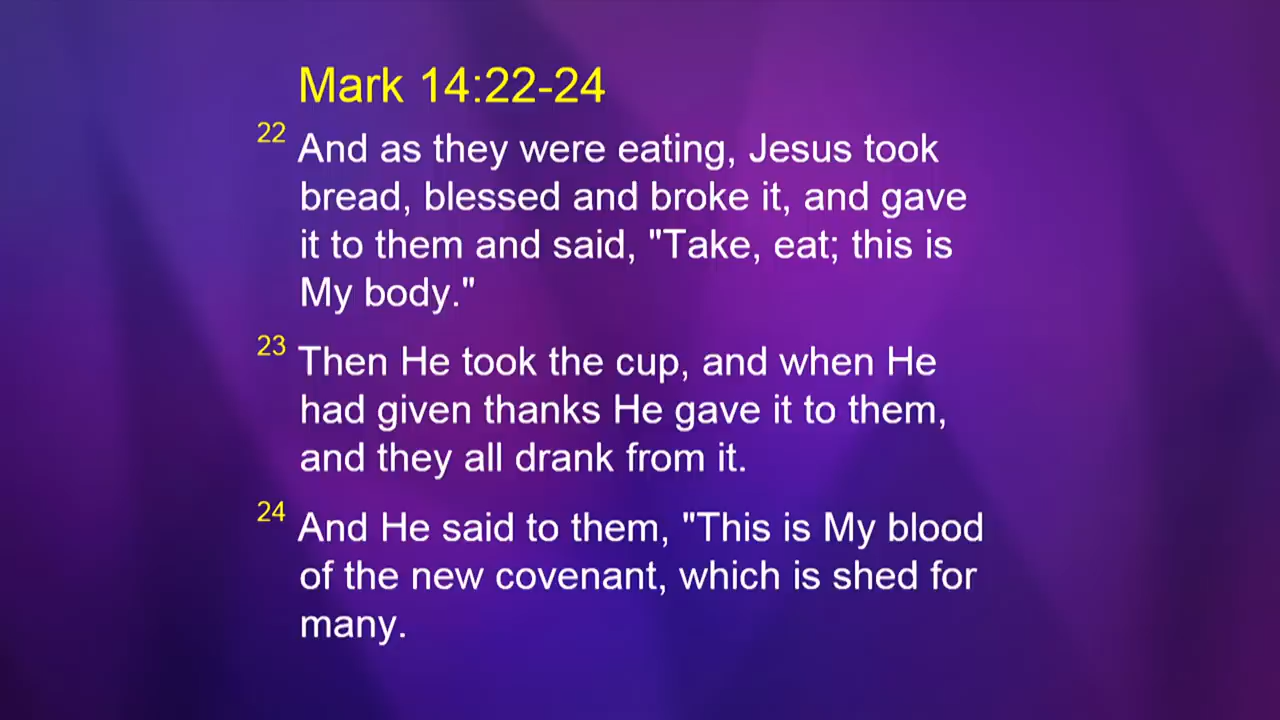 Mark 14:22-24
22 And as they were eating, Jesus took
bread, blessed and broke it, and gave
it to them and said, "Take, eat; this is
My body."
23 Then He took the cup, and when He
had given thanks He gave it to them,
and they all drank from it.
24 And He said to them, "This is My blood
of the new covenant, which is shed for
many.